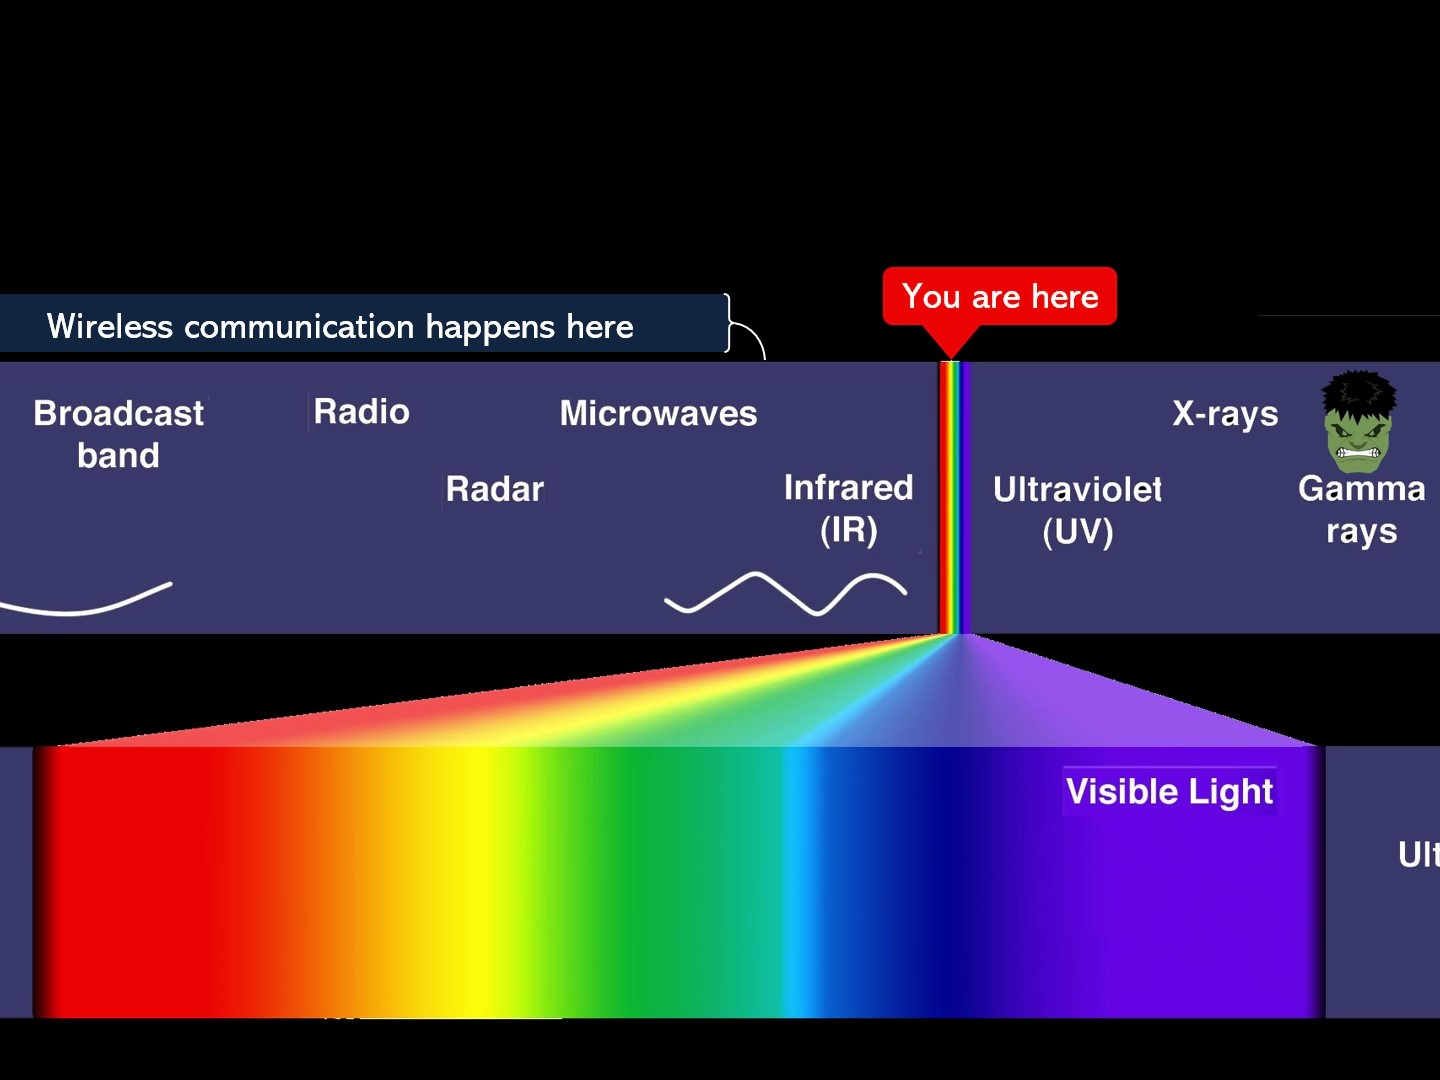 You are here
Wireless communication happens here
Broadcast
band
Radio
Radar
Microwaves
Infrared
(IR)
Ultraviolet
(UV)
X-rays
Gamma
rays
Visible Light
Ult